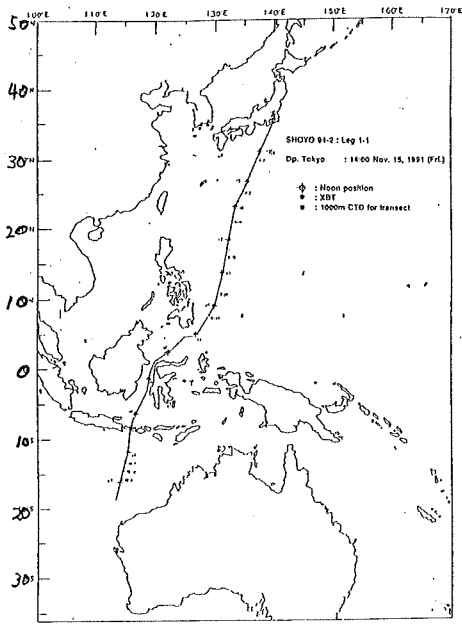 100°E 110°E 120°E 130°E 140°E 150°E 160°E 170°E
50°N
40°N
SHOYO 91-2 : Leg 1-1
30°N
Dp. Tokyo : 14:00 Nov. 15, 1991 (Fri.)
: Noon position
: XBT
: 1000m CTD for transect
20°N
10°N
0
10°S
20°S
30°S